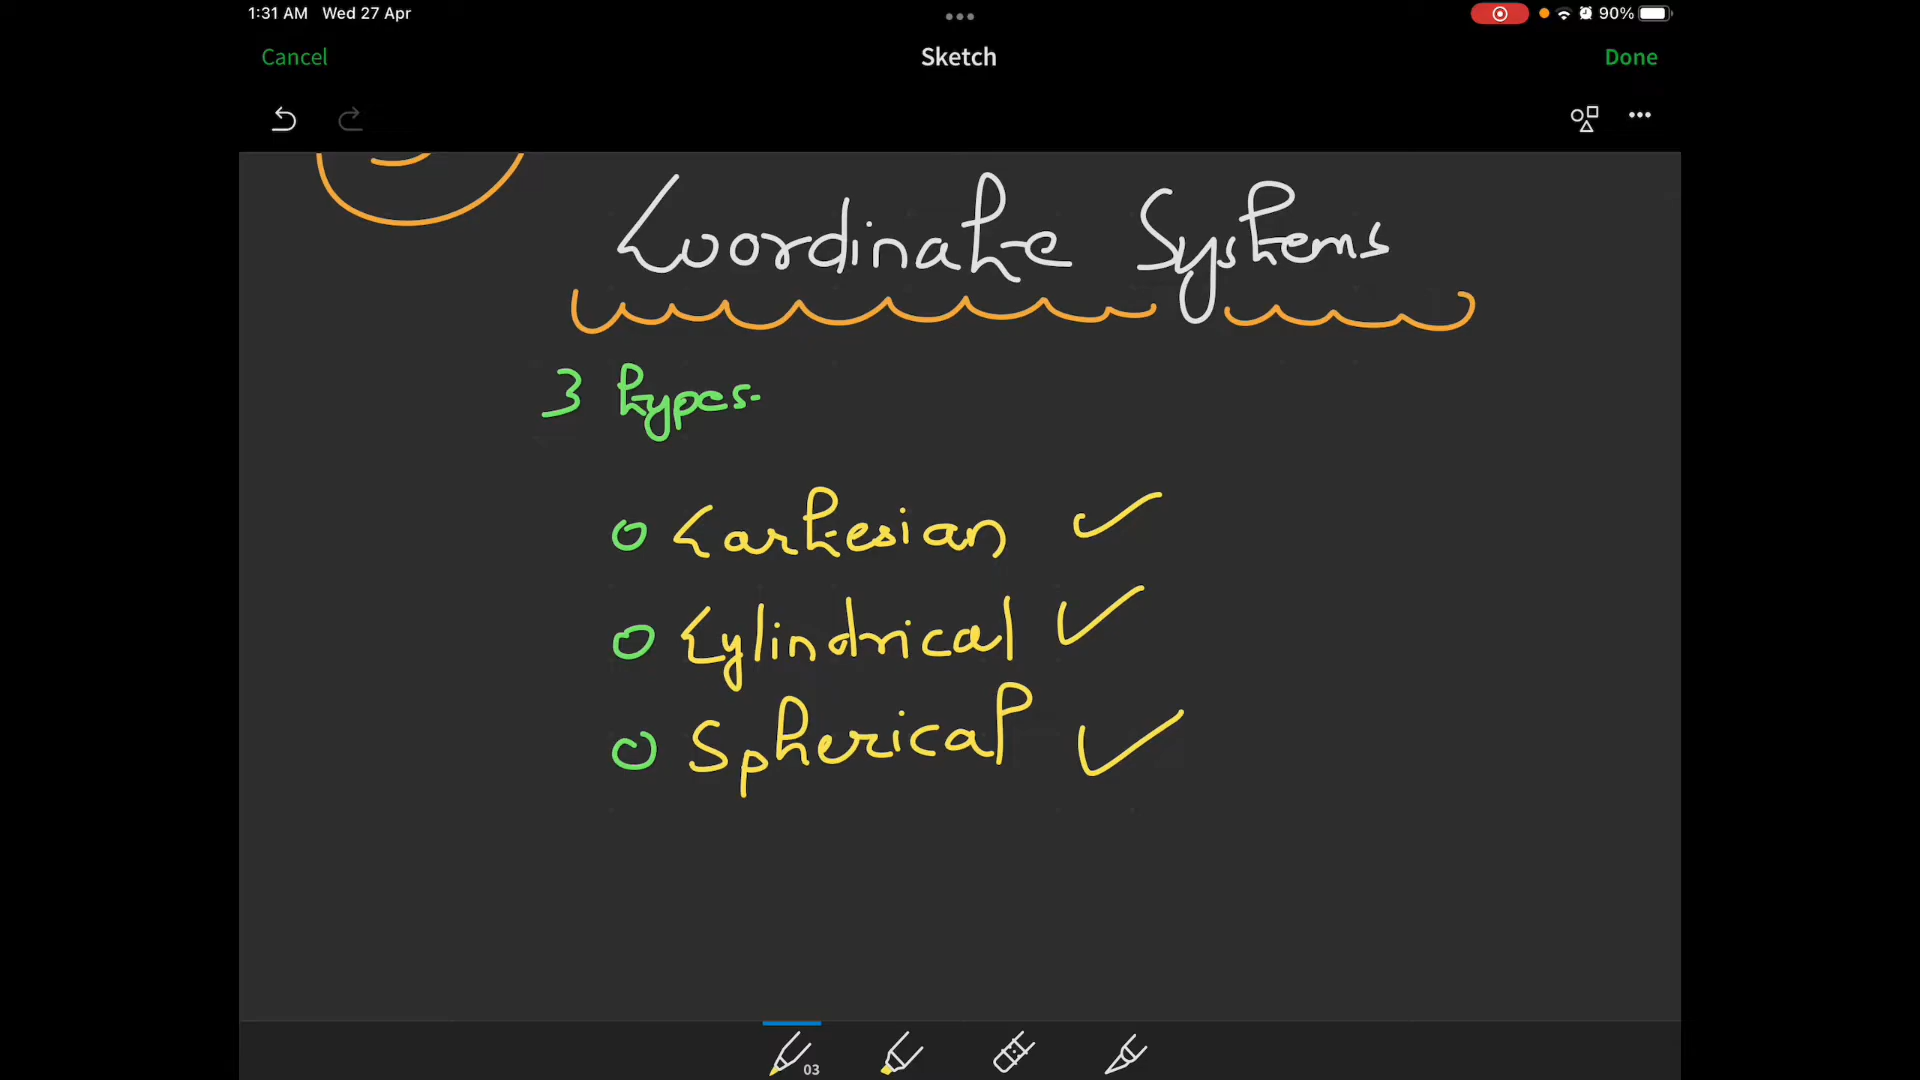 1:31 AM Wed 27 Apr
90%
Cancel Sketch Done
Coordinate Systems
3 types.
Cartesian
Cylindrical
Spherical
03